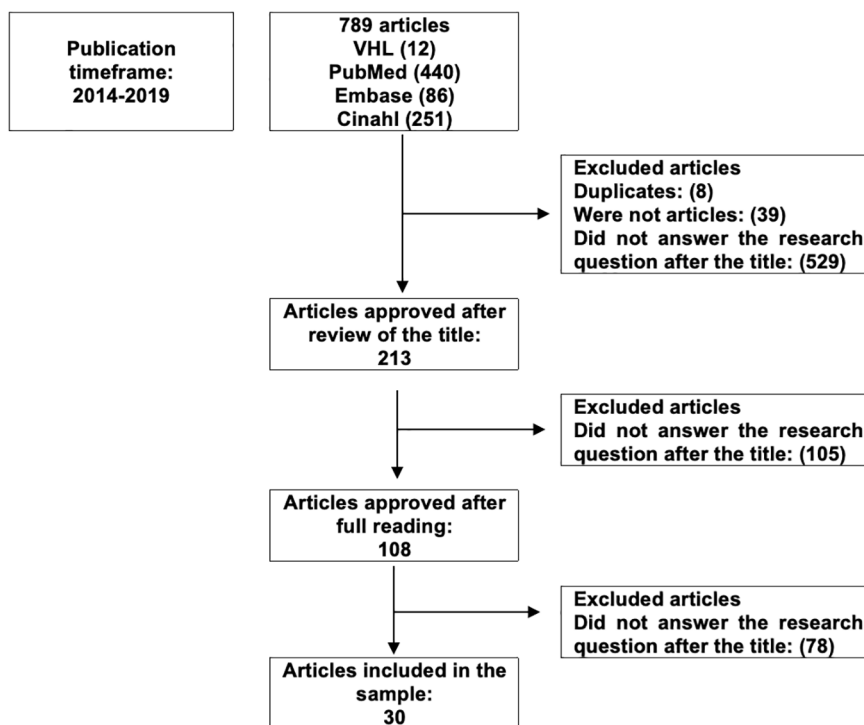 Publication
timeframe:
2014-2019
789 articles
VHL (12)
PubMed (440)
Embase (86)
Cinahl (251)
Excluded articles
Duplicates: (8)
Were not articles: (39)
Did not answer the research
question after the title: (529)
Articles approved after
review of the title:
213
Excluded articles
Did not answer the research
question after the title: (105)
Articles approved after
full reading:
108
Excluded articles
Did not answer the research
question after the title: (78)
Articles included in the
sample:
30